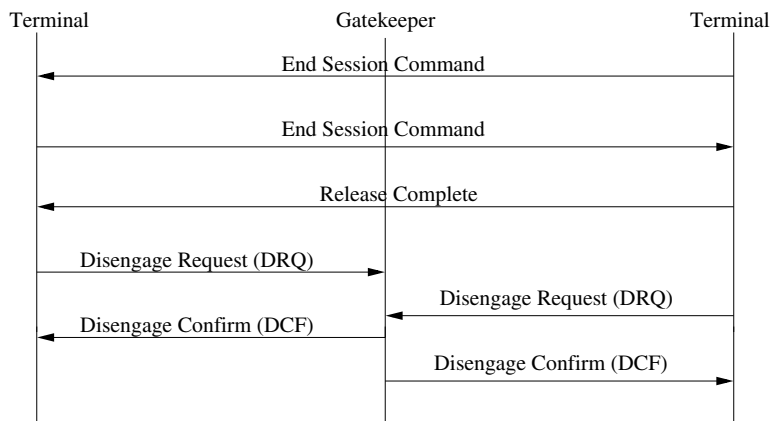 Terminal
Gatekeeper
Terminal
End Session Command
End Session Command
Release Complete
Disengage Request (DRQ)
Disengage Request (DRQ)
Disengage Confirm (DCF)
Disengage Confirm (DCF)